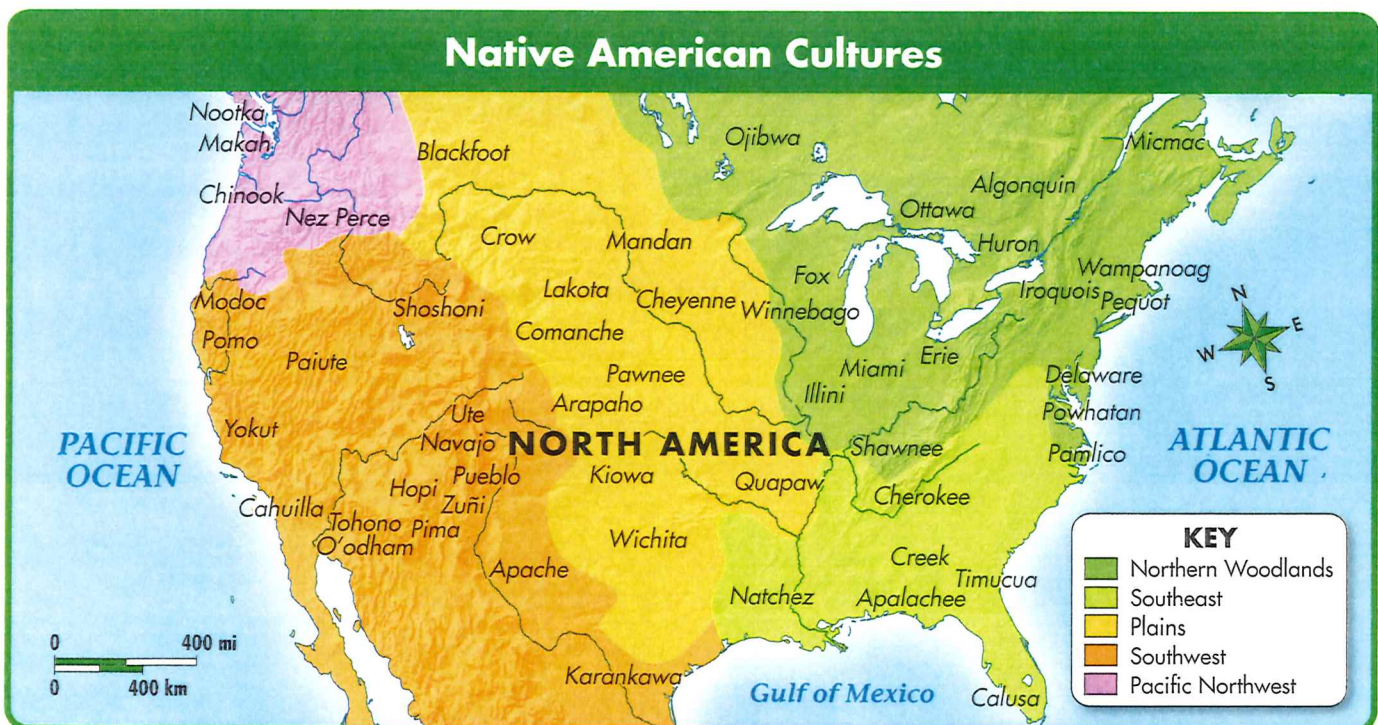 Native American Cultures
Nootka
Makah
Chinook
Nez Perce
Blackfoot
Ojibwa
Micmac
Algonquin
Ottawa
Huron
Crow
Mandan
Fox
Wampanoag
Iroquois
Pequot
Modoc
Shoshoni
Lakota
Cheyenne
Winnebago
Pomo
Paiute
Comanche
Pawnee
Miami
Erie
Illini
Delaware
Arapaho
Powhatan
Yokut
Ute
Navajo
NORTH AMERICA
Shawnee
Pamlico
PACIFIC
OCEAN
ATLANTIC
OCEAN
Pueblo
Hopi
Zuñi
Kiowa
Quapaw
Cherokee
Cahuilla
Tohono
O'odham
Pima
Wichita
Creek
Timucua
Apache
Natchez
Apalachee
Karankawa
Calusa
Gulf of Mexico
N
E
W
S
0 400 mi
0 400 km
KEY
Northern Woodlands
Southeast
Plains
Southwest
Pacific Northwest